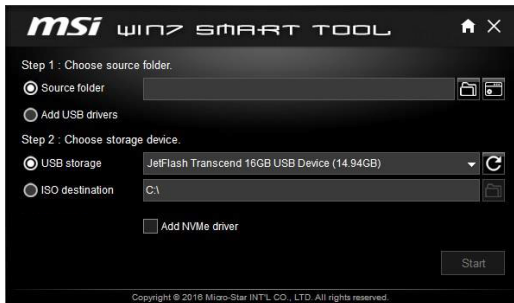 msi WIN7 SMART TOOL
Step 1 : Choose source folder.
Source folder
Add USB drivers
Step 2 : Choose storage device.
USB storage JetFlash Transcend 16GB USB Device (14.94GB)
ISO destination C:\
Add NVMe driver
Start
Copyright © 2016 Micro-Star INT'L CO., LTD. All rights reserved.